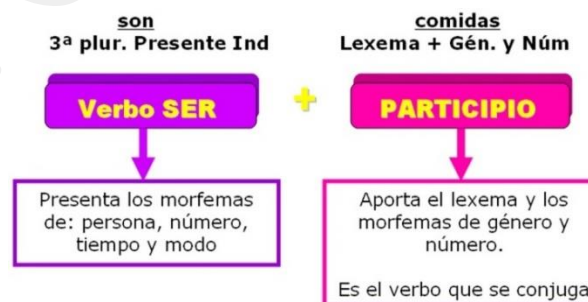 son
3ª plur. Presente Ind
Verbo SER
Presenta los morfemas
de: persona, número,
tiempo y modo
+
comidas
Lexema + Gén. y Núm
PARTICIPIO
Aporta el lexema y los
morfemas de género y
número.
Es el verbo que se conjuga